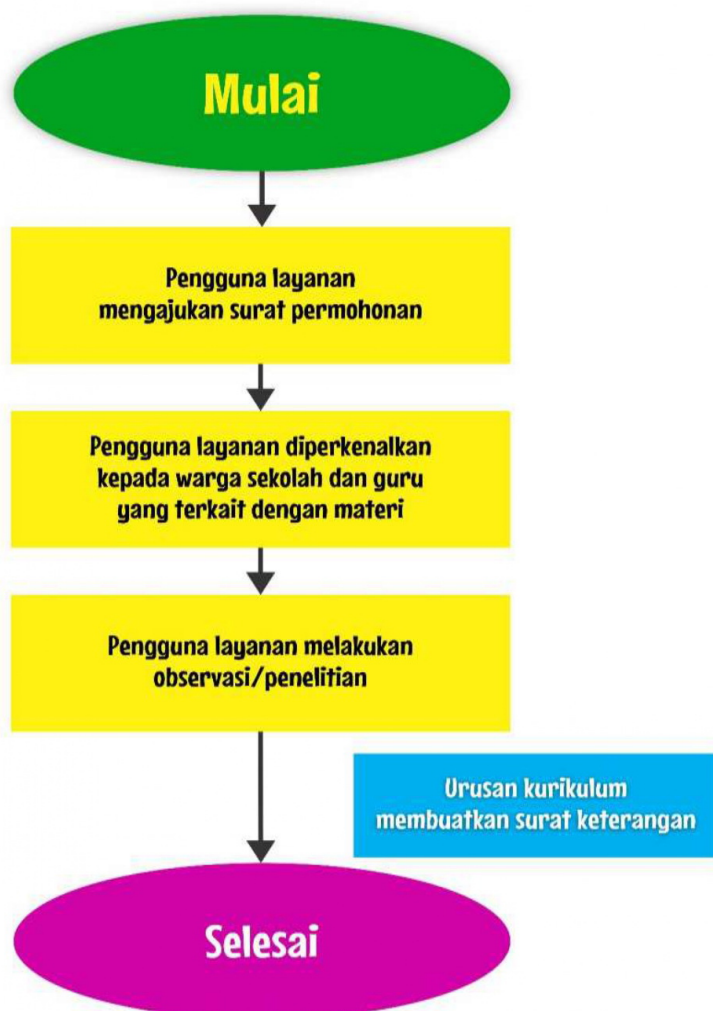 Mulai
Pengguna layanan
mengajukan surat permohonan
Pengguna layanan diperkenalkan
kepada warga sekolah dan guru
yang terkait dengan materi
Pengguna layanan melakukan
observasi/penelitian
Urusan kurikulum
membuatkan surat keterangan
Selesai